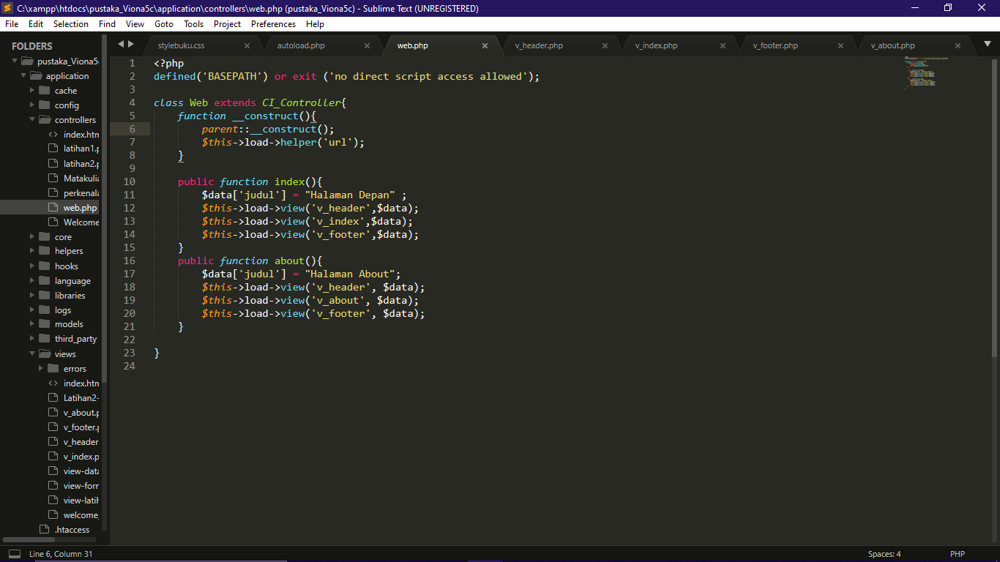 C:\xampp\htdocs\pustaka_Viona5c\application\controllers\web.php (pustaka_Viona5c) - Sublime Text (UNREGISTERED)
File Edit Selection Find View Goto Tools Project Preferences Help
FOLDERS
pustaka_Viona5
application
cache
config
controllers
index.htm
latihan1.p
latihan2.p
Matakulia
perkenala
web.php
Welcome
core
helpers
hooks
language
libraries
logs
models
third_party
views
errors
index.htm
Latihan2-
v_about.p
v_footer.p
v_header
v_index.p
view-data
view-form
view-latih
welcome_
.htaccess
stylebuku.css autoload.php web.php v_header.php v_index.php v_footer.php v_about.php
1 <?php
2 defined('BASEPATH') or exit ('no direct script access allowed');
3
4 class Web extends CI_Controller{
5 function __construct(){
6 parent::__construct();
7 $this->load->helper('url');
8 }
9
10 public function index(){
11 $data['judul'] = "Halaman Depan" ;
12 $this->load->view('v_header',$data);
13 $this->load->view('v_index',$data);
14 $this->load->view('v_footer',$data);
15 }
16 public function about(){
17 $data['judul'] = "Halaman About";
18 $this->load->view('v_header', $data);
19 $this->load->view('v_about', $data);
20 $this->load->view('v_footer', $data);
21 }
22
23 }
24
Line 6, Column 31 Spaces: 4 PHP